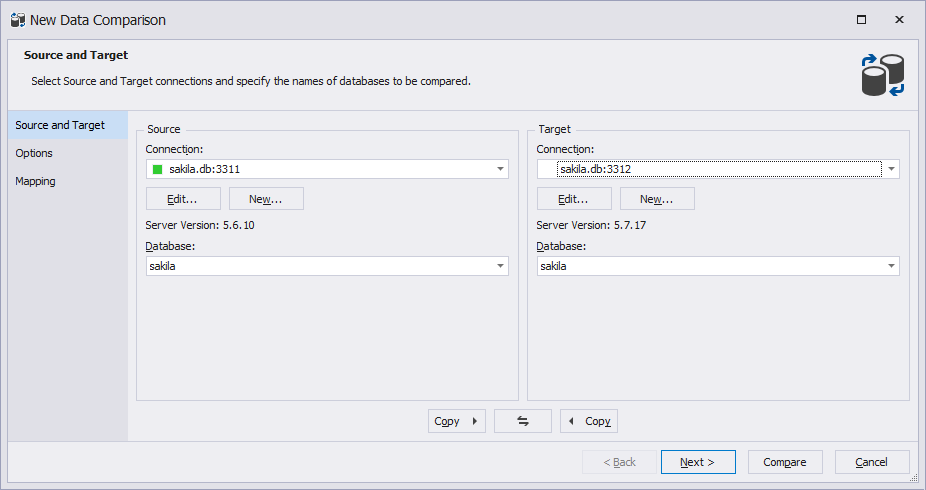 New Data Comparison
Source and Target
Select Source and Target connections and specify the names of databases to be compared.
Source and Target
Options
Mapping
Source
Connection:
sakila.db:3311
Edit...
New...
Server Version: 5.6.10
Database:
sakila
Target
Connection:
sakila.db:3312
Edit...
New...
Server Version: 5.7.17
Database:
sakila
Copy
Copy
< Back
Next >
Compare
Cancel